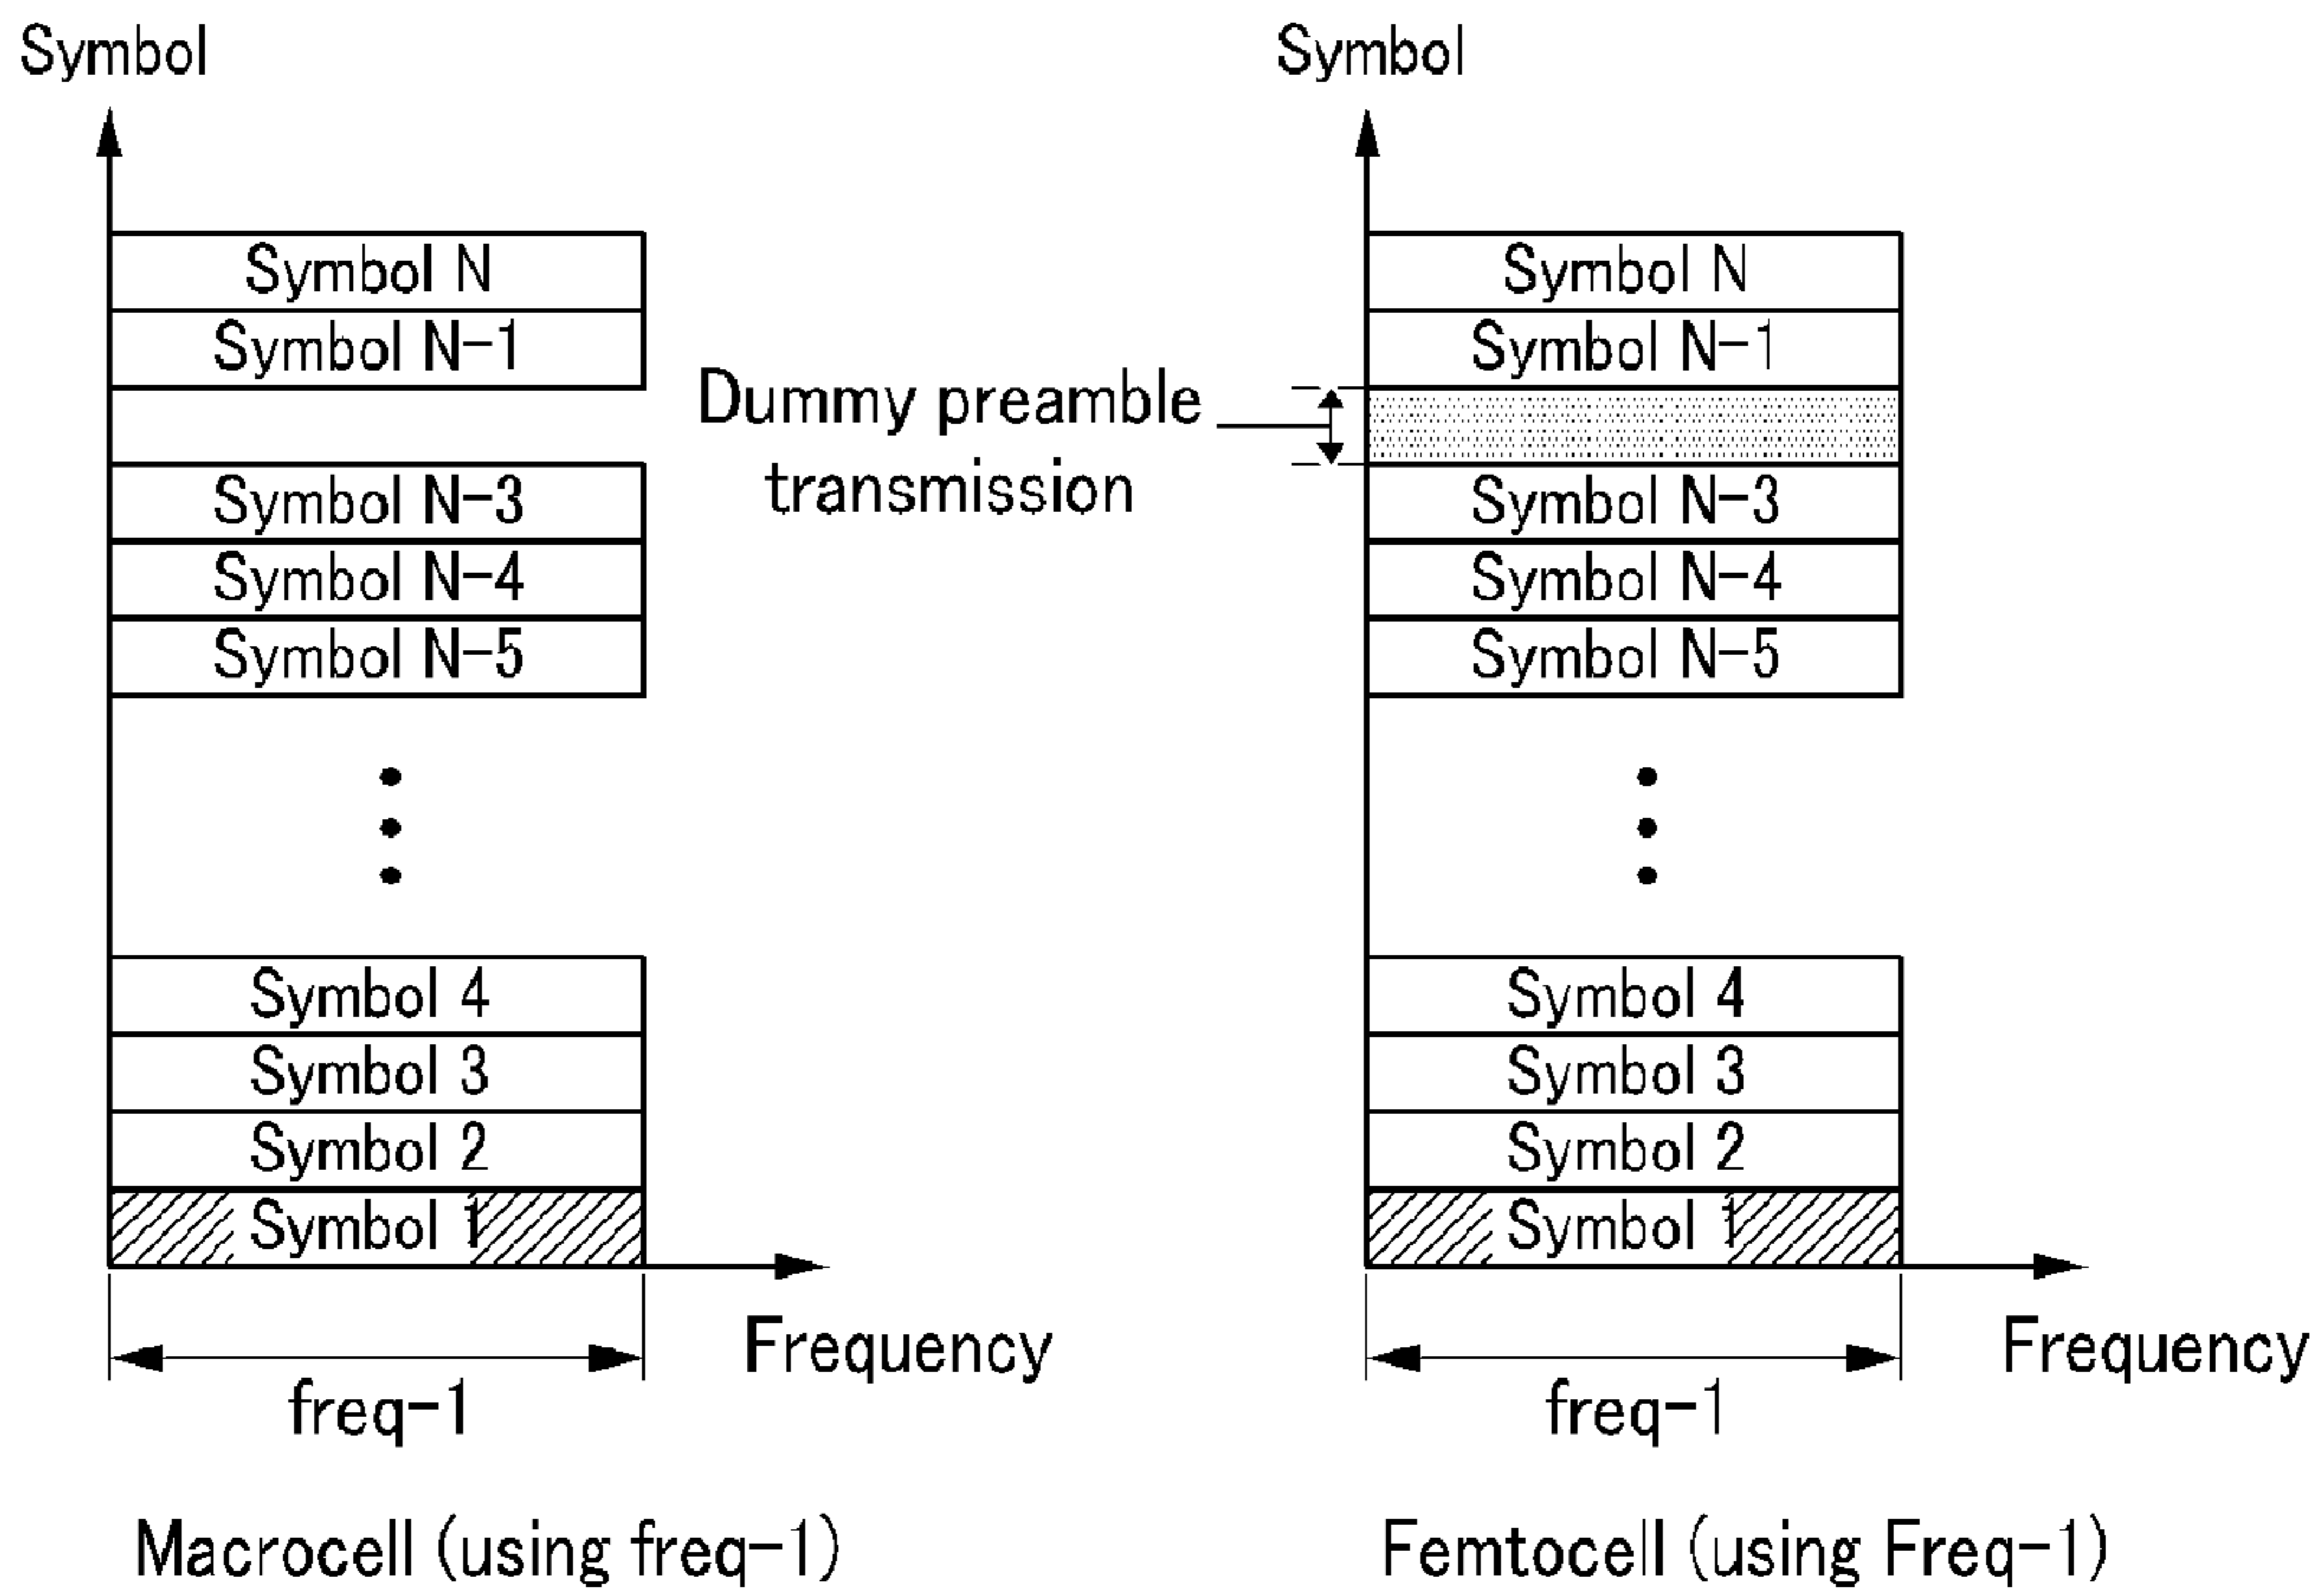 Symbol
Symbol N
Symbol N-1
Symbol N-3
Symbol N-4
Symbol N-5
Symbol 4
Symbol 3
Symbol 2
Symbol 1
Frequency
freq-1
Macrocell (using freq-1)
Dummy preamble
transmission
Symbol
Symbol N
Symbol N-1
Symbol N-3
Symbol N-4
Symbol N-5
Symbol 4
Symbol 3
Symbol 2
Symbol 1
Frequency
freq-1
Femtocell (using Freq-1)